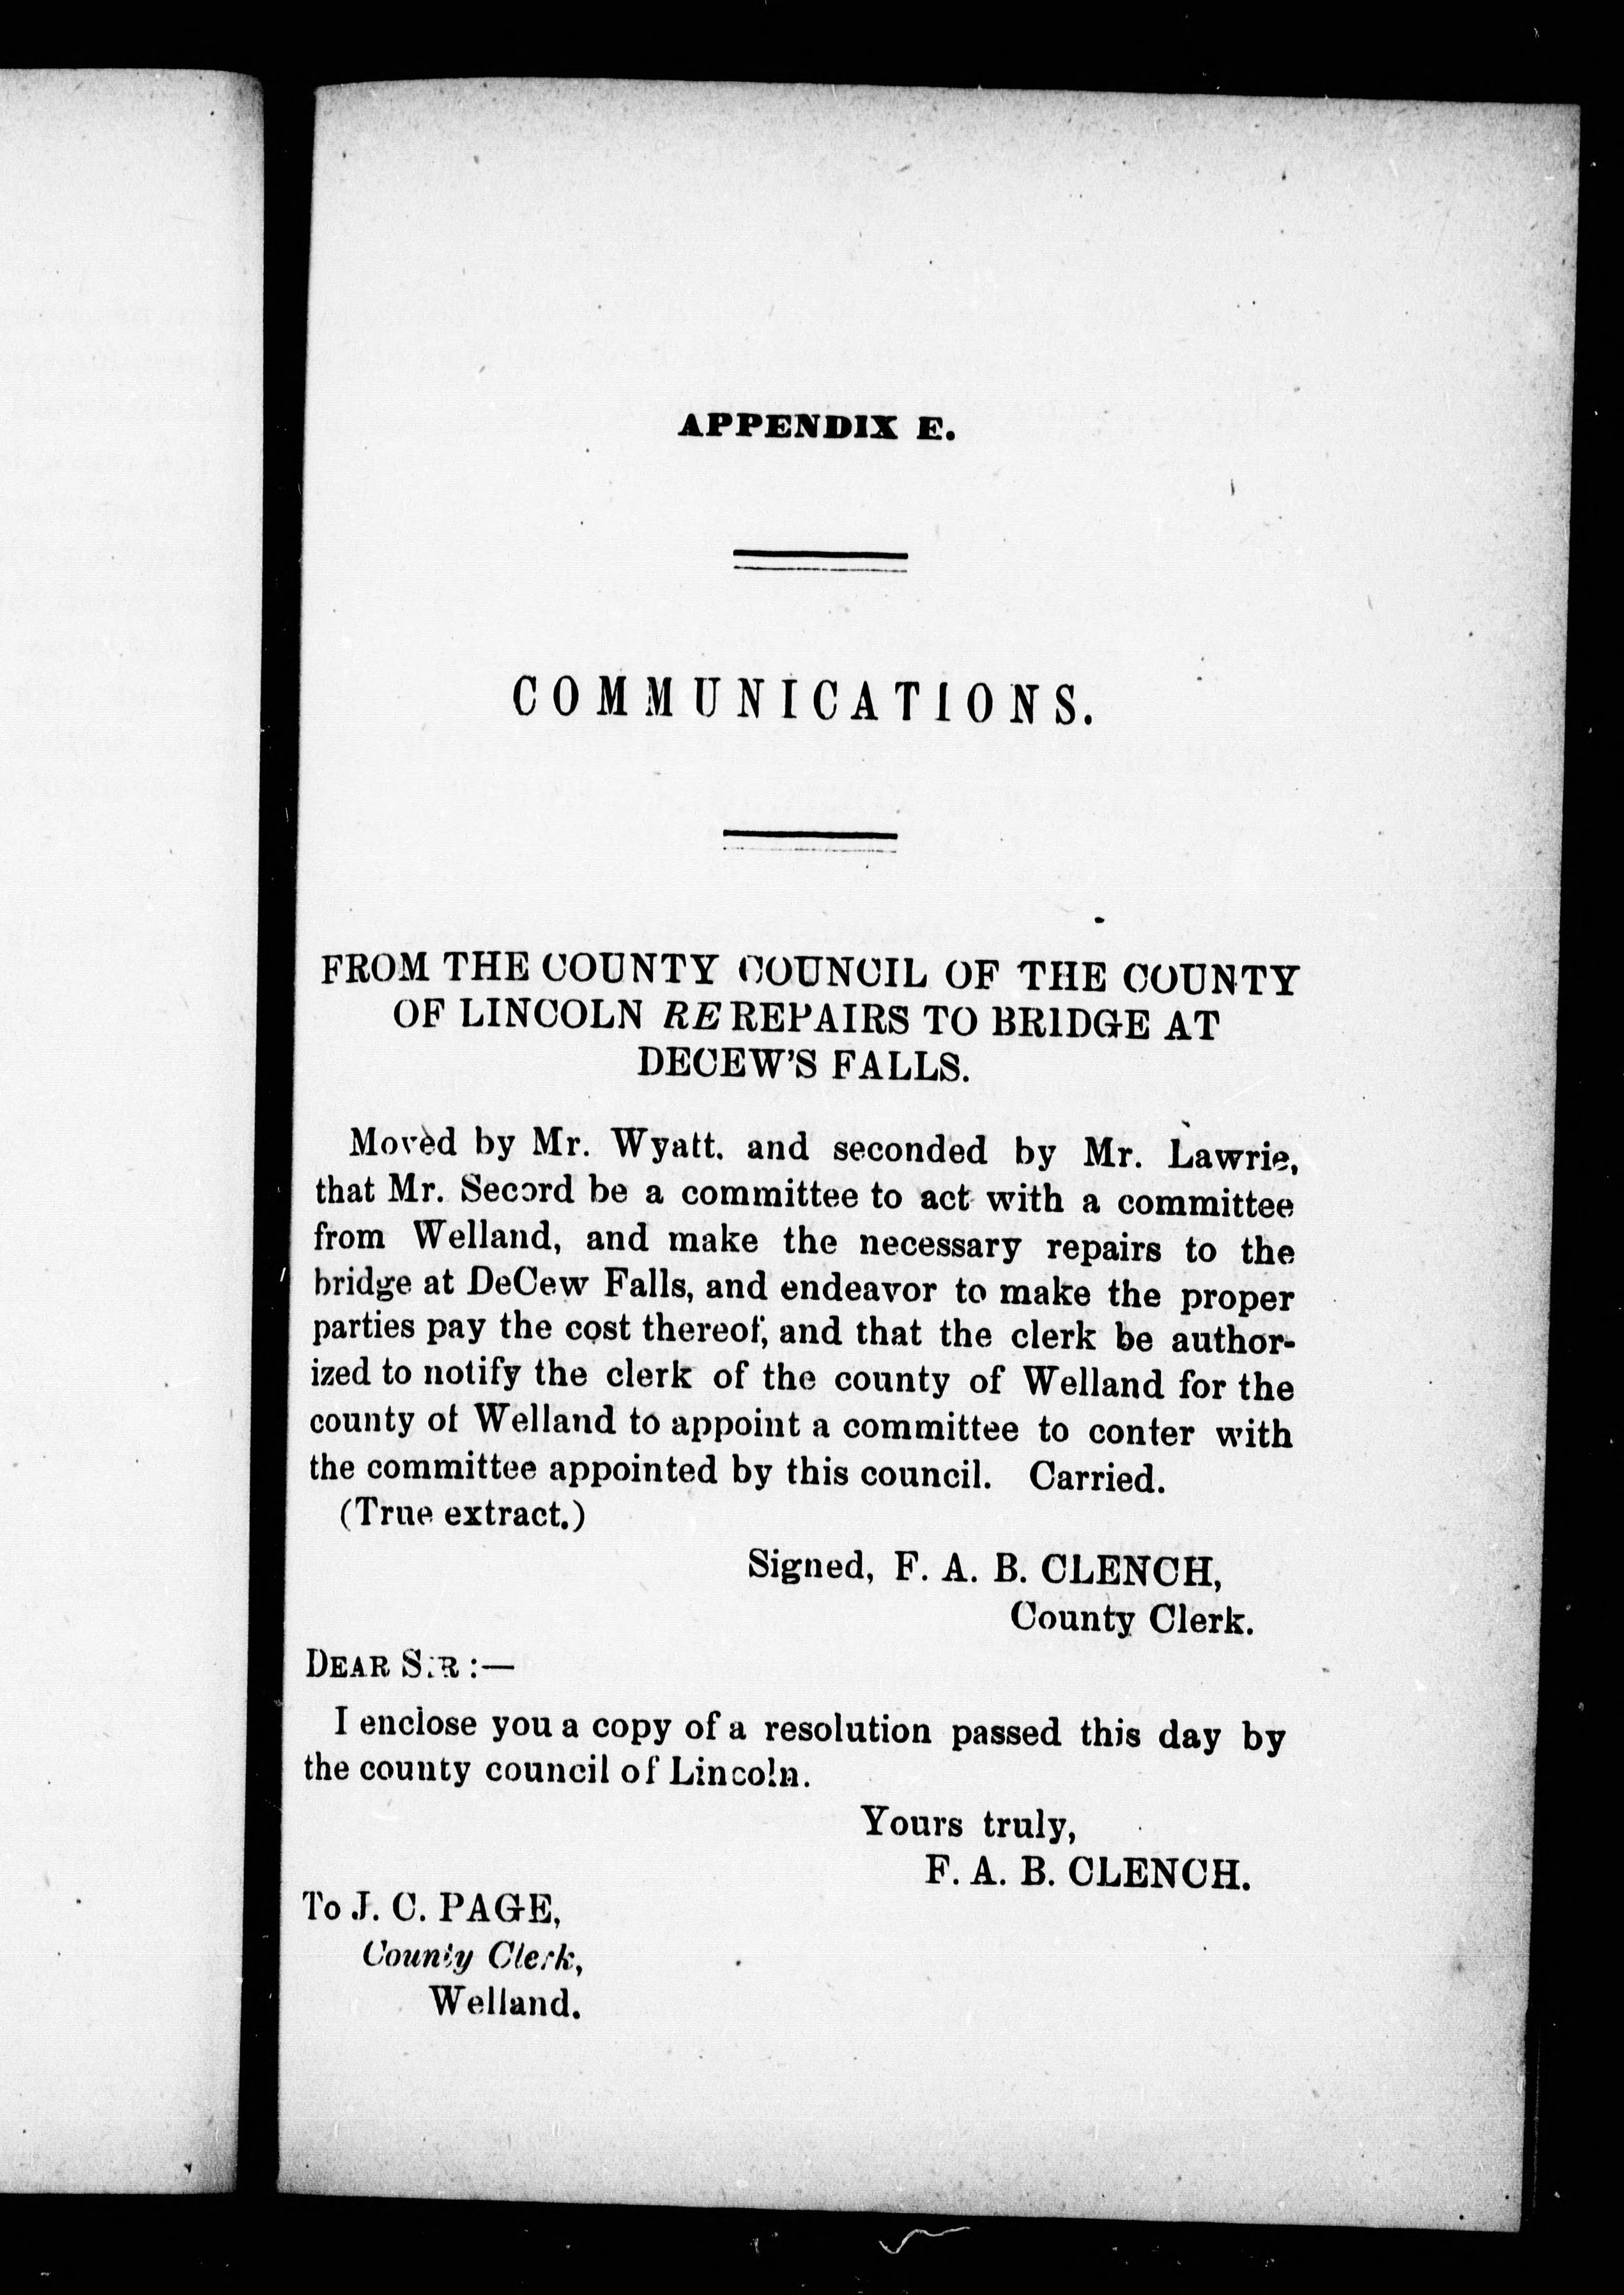 APPENDIX E.
COMMUNICATIONS.
FROM THE COUNTY COUNCIL OF THE COUNTY
OF LINCOLN RE REPAIRS TO BRIDGE AT
DECEW'S FALLS.
Moved by Mr. Wyatt. and seconded by Mr. Lawrie,
that Mr. Secord be a committee to act with a committee
from Welland, and make the necessary repairs to the
bridge at DeCew Falls, and endeavor to make the proper
parties pay the cost thereof, and that the clerk be author-
ized to notify the clerk of the county of Welland for the
county of Welland to appoint a committee to confer with
the committee appointed by this council. Carried.
(True extract.)
Signed, F. A. B. CLENCH,
County Clerk.
DEAR SIR :—
I enclose you a copy of a resolution passed this day by
the county council of Lincoln.
Yours truly,
F. A. B. CLENCH.
To J. C. PAGE,
County Clerk,
Welland.